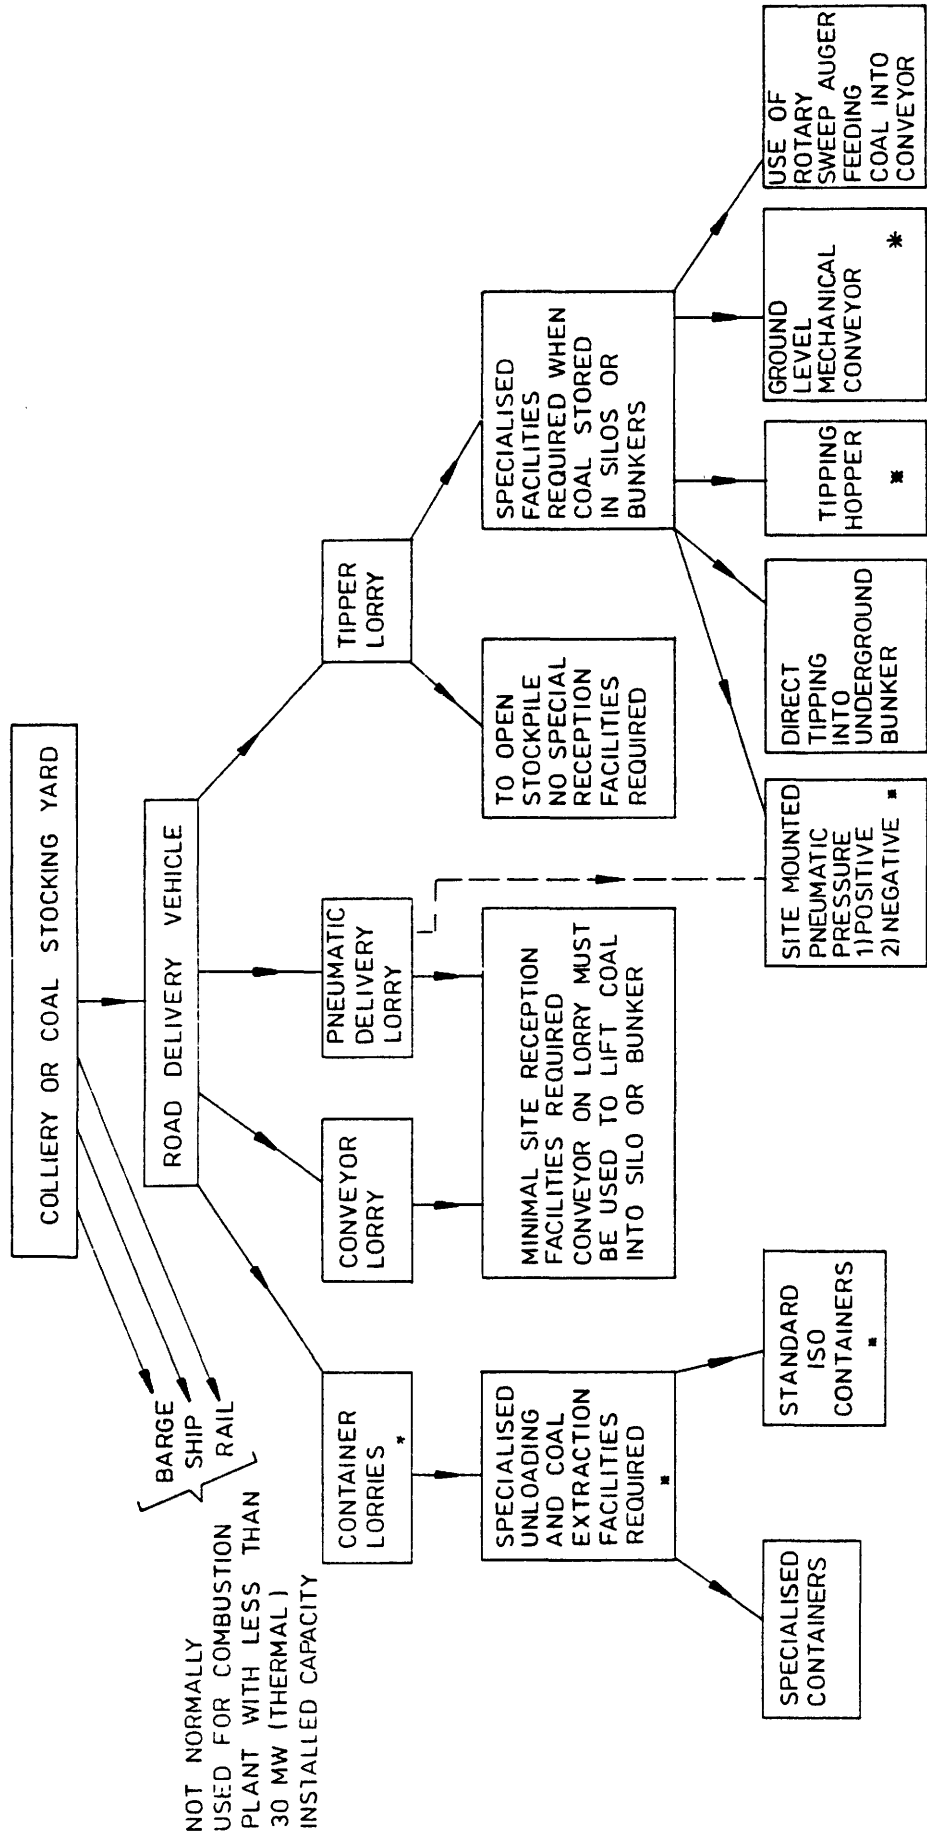 COLLIERY OR COAL STOCKING YARD
BARGE
SHIP
RAIL
NOT NORMALLY
USED FOR COMBUSTION
PLANT WITH LESS THAN
30 MW (THERMAL)
INSTALLED CAPACITY
ROAD DELIVERY VEHICLE
CONTAINER
LORRIES *
CONVEYOR
LORRY
PNEUMATIC
DELIVERY
LORRY
TIPPER
LORRY
SPECIALISED
UNLOADING
AND COAL
EXTRACTION
FACILITIES
REQUIRED
*
MINIMAL SITE RECEPTION
FACILITIES REQUIRED
CONVEYOR ON LORRY MUST
BE USED TO LIFT COAL
INTO SILO OR BUNKER
TO OPEN
STOCKPILE
NO SPECIAL
RECEPTION
FACILITIES
REQUIRED
SPECIALISED
FACILITIES
REQUIRED WHEN
COAL STORED
IN SILOS OR
BUNKERS
SPECIALISED
CONTAINERS
STANDARD
ISO
CONTAINERS
*
SITE MOUNTED
PNEUMATIC
PRESSURE
1) POSITIVE
2) NEGATIVE *
DIRECT
TIPPING
INTO
UNDERGROUND
BUNKER
TIPPING
HOPPER
*
GROUND
LEVEL
MECHANICAL
CONVEYOR
*
USE OF
ROTARY
SWEEP AUGER
FEEDING
COAL INTO
CONVEYOR